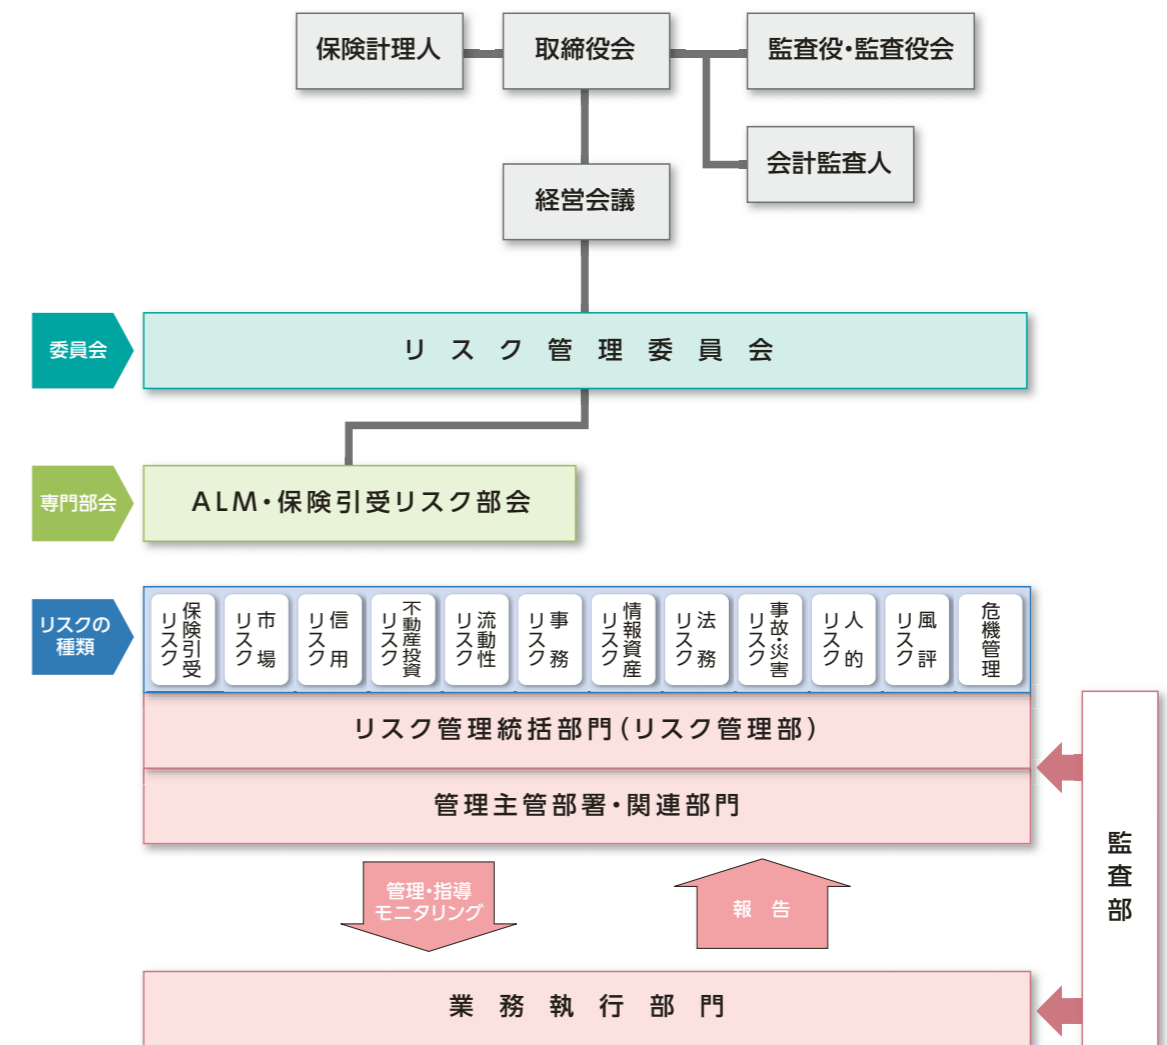 保険計理人
取締役会
監査役・監査役会
会計監査人
経営会議
委員会
リスク管理委員会
専門部会
ALM・保険引受リスク部会
リスクの
種類
保険引受
リスク
市場
リスク
信用
リスク
不動産投資
リスク
流動性
リスク
事務
リスク
情報資産
リスク
法務
リスク
事故・災害
リスク
人的
リスク
風評
リスク
危機管理
リスク管理統括部門（リスク管理部）
管理主管部署・関連部門
管理・指導
モニタリング
報告
監査部
業務執行部門